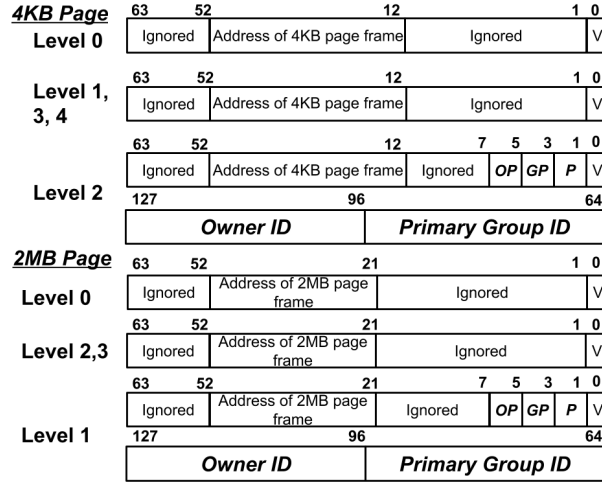 4KB Page
63 52 12 1 0
Level 0
Ignored Address of 4KB page frame Ignored V
63 52 12 1 0
Level 1,
3, 4
Ignored Address of 4KB page frame Ignored V
63 52 12 7 5 3 1 0
Level 2
Ignored Address of 4KB page frame Ignored OP GP P V
127 96 64
Owner ID Primary Group ID
2MB Page
63 52 21 1 0
Level 0
Ignored Address of 2MB page
frame Ignored V
63 52 21 1 0
Level 2,3
Ignored Address of 2MB page
frame Ignored V
63 52 21 7 5 3 1 0
Level 1
Ignored Address of 2MB page
frame Ignored OP GP P V
127 96 64
Owner ID Primary Group ID